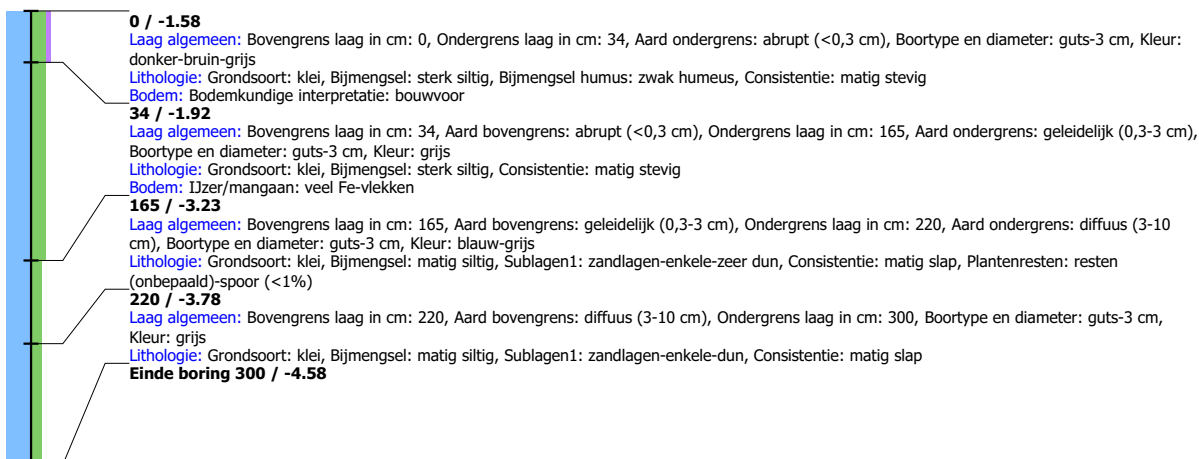 0 / -1.58
Laag algemeen: Bovengrens laag in cm: 0, Ondergrens laag in cm: 34, Aard ondergrens: abrupt (<0,3 cm), Boortype en diameter: guts-3 cm, Kleur:
donker-bruin-grijs
Lithologie: Grondsoort: klei, Bijmengsel: sterk siltig, Bijmengsel humus: zwak humeus, Consistentie: matig stevig
Bodem: Bodemkundige interpretatie: bouwvoor
34 / -1.92
Laag algemeen: Bovengrens laag in cm: 34, Aard bovengrens: abrupt (<0,3 cm), Ondergrens laag in cm: 165, Aard ondergrens: geleidelijk (0,3-3 cm),
Boortype en diameter: guts-3 cm, Kleur: grijs
Lithologie: Grondsoort: klei, Bijmengsel: sterk siltig, Consistentie: matig stevig
Bodem: IJzer/mangaan: veel Fe-vlekken
165 / -3.23
Laag algemeen: Bovengrens laag in cm: 165, Aard bovengrens: geleidelijk (0,3-3 cm), Ondergrens laag in cm: 220, Aard ondergrens: diffuus (3-10
cm), Boortype en diameter: guts-3 cm, Kleur: blauw-grijs
Lithologie: Grondsoort: klei, Bijmengsel: matig siltig, Sublagen1: zandlagen-enkele-zeer dun, Consistentie: matig slap, Plantenresten: resten
(onbepaald)-spoor (<1%)
220 / -3.78
Laag algemeen: Bovengrens laag in cm: 220, Aard bovengrens: diffuus (3-10 cm), Ondergrens laag in cm: 300, Boortype en diameter: guts-3 cm,
Kleur: grijs
Lithologie: Grondsoort: klei, Bijmengsel: matig siltig, Sublagen1: zandlagen-enkele-dun, Consistentie: matig slap
Einde boring 300 / -4.58